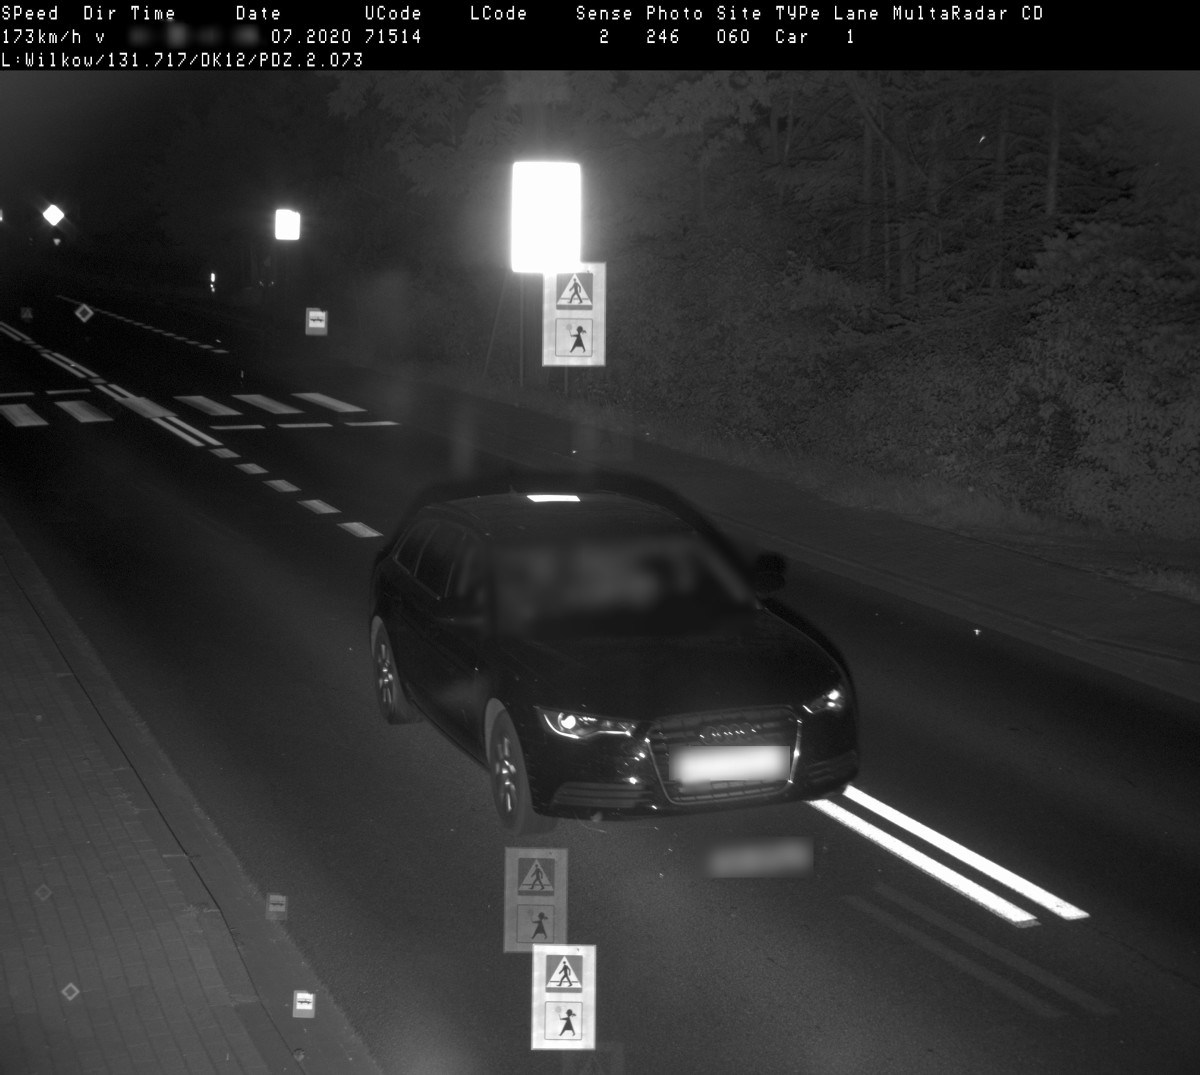 SPeed Dir Time Date UCode LCode Sense Photo Site TYPe Lane MultaRadar CD
173km/h v 07.2020 71514 2 246 060 Car 1
L:Wilkow/131.717/DK12/PDZ.2.073